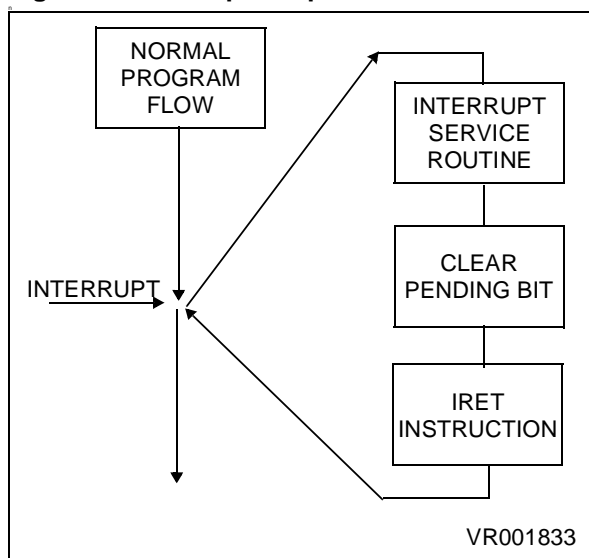 NORMAL
PROGRAM
FLOW
INTERRUPT
SERVICE
ROUTINE
INTERRUPT
CLEAR
PENDING BIT
IRET
INSTRUCTION
VR001833